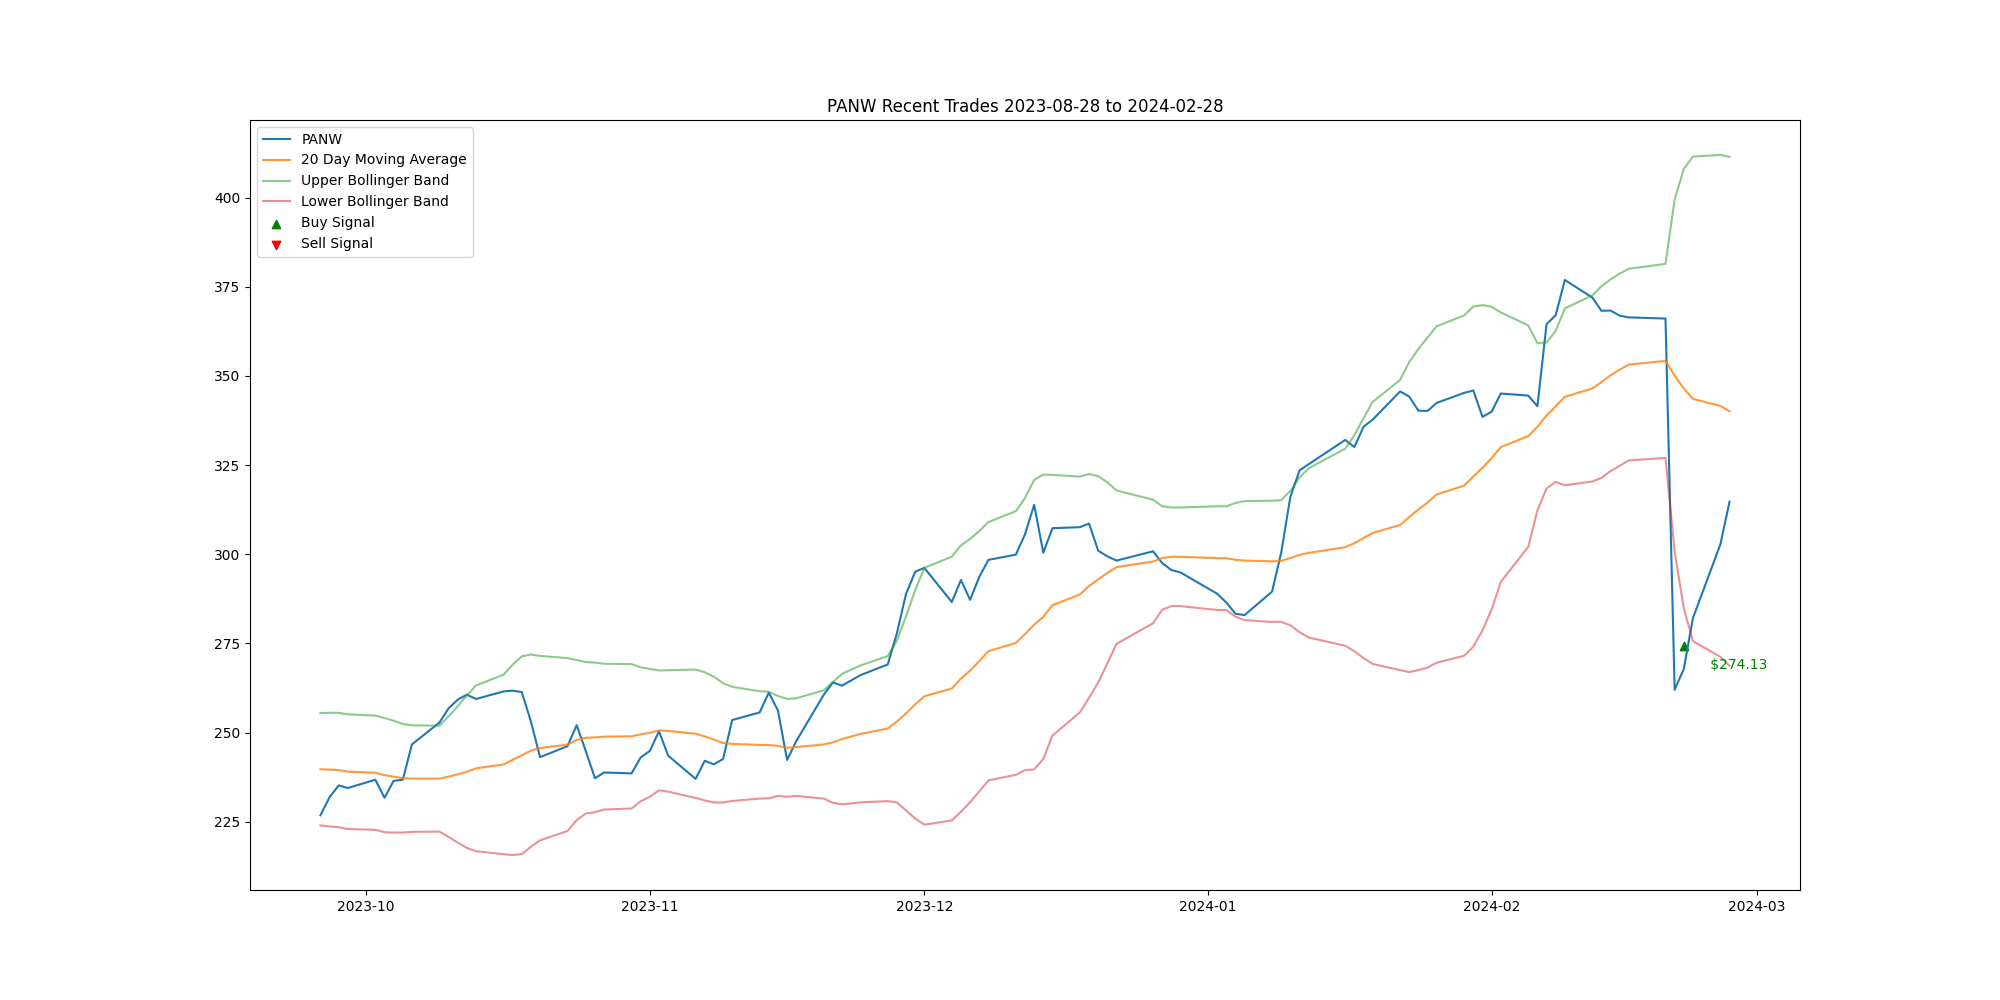 PANW Recent Trades 2023-08-28 to 2024-02-28
PANW
20 Day Moving Average
Upper Bollinger Band
Lower Bollinger Band
Buy Signal
Sell Signal
400
375
350
325
300
275
250
225
$274.13
2023-10
2023-11
2023-12
2024-01
2024-02
2024-03